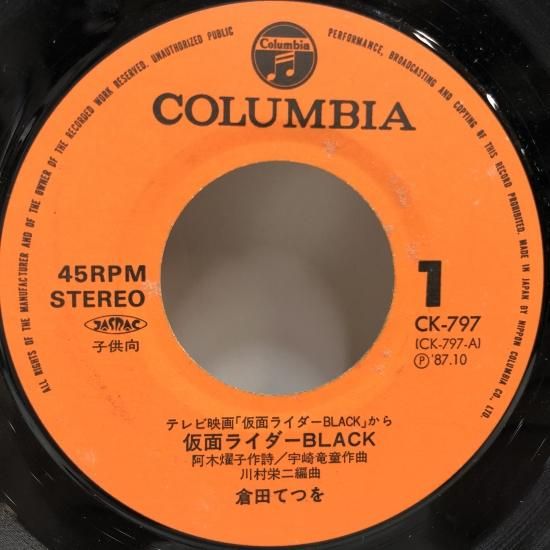 ALL RIGHTS OF THE MANUFACTURER AND OF THE OWNER OF THE RECORDED WORK RESERVED. UNAUTHORIZED PUBLIC PERFORMANCE, BROADCASTING AND COPYING OF THIS RECORD PROHIBITED. MADE IN JAPAN BY NIPPON COLUMBIA CO., LTD.
Columbia
COLUMBIA
45RPM
STEREO
JASRAC
子供向
1
CK-797
(CK-797-A)
Ⓟ'87.10
テレビ映画「仮面ライダーBLACK」から
仮面ライダーBLACK
阿木燿子作詩/宇崎竜童作曲
川村栄二編曲
倉田てつを